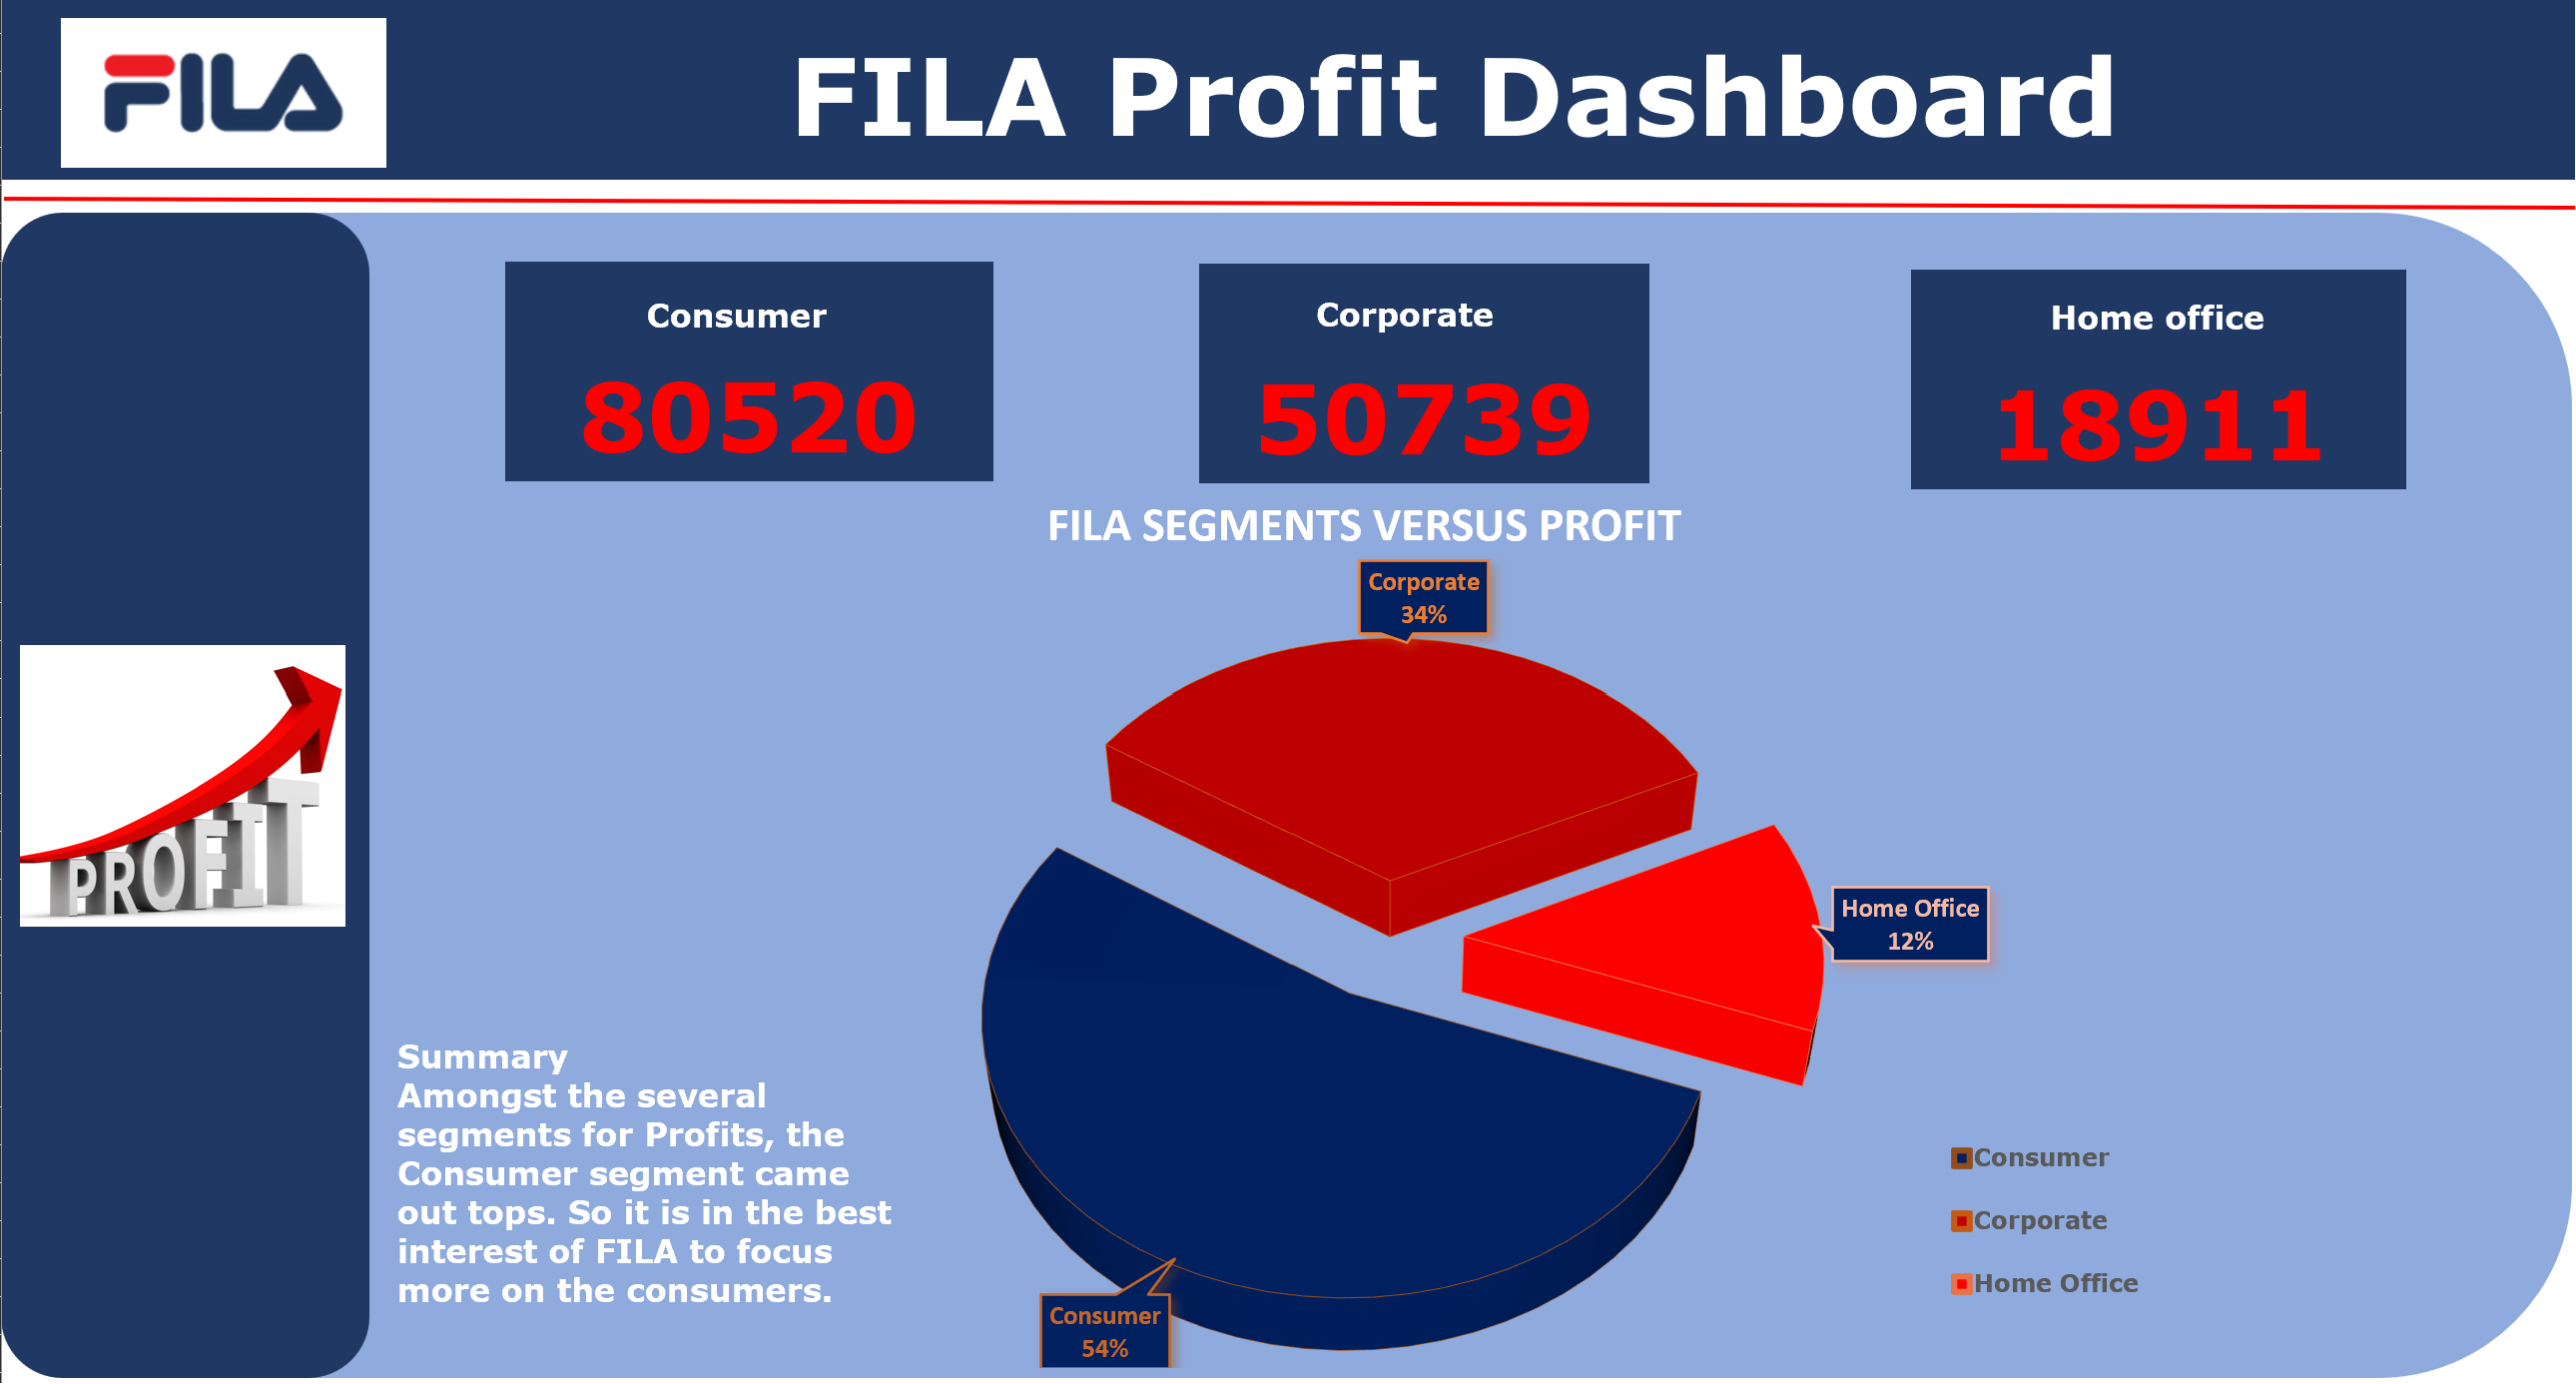 FILA
FILA Profit Dashboard
Consumer
80520
Corporate
50739
Home office
18911
FILA SEGMENTS VERSUS PROFIT
Corporate
34%
Home Office
12%
PROFIT
Summary
Amongst the several
segments for Profits, the
Consumer segment came
out tops. So it is in the best
interest of FILA to focus
more on the consumers.
Consumer
54%
Consumer
Corporate
Home Office